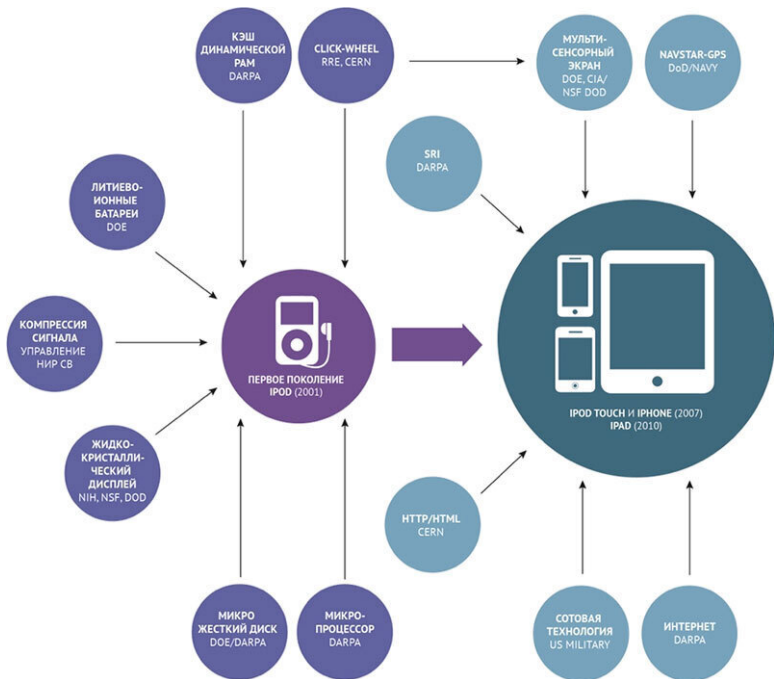 КЭШ
ДИНАМИЧЕСКОЙ
РАМ
DARPA
CLICK-WHEEL
RRE, CERN
МУЛЬТИ-
СЕНСОРНЫЙ
ЭКРАН
DOE, CIA/
NSF DOD
NAVSTAR-GPS
DoD/NAVY
SRI
DARPA
ЛИТИЕВО-
ИОННЫЕ
БАТАРЕИ
DOE
КОМПРЕССИЯ
СИГНАЛА
УПРАВЛЕНИЕ
НИР СВ
ПЕРВОЕ ПОКОЛЕНИЕ
IPOD (2001)
IPOD TOUCH И IPHONE (2007)
IPAD (2010)
ЖИДКО-
КРИСТАЛЛИ-
ЧЕСКИЙ
ДИСПЛЕЙ
NIH, NSF, DOD
HTTP/HTML
CERN
МИКРО
ЖЕСТКИЙ ДИСК
DOE/DARPA
МИКРО-
ПРОЦЕССОР
DARPA
СОТОВАЯ
ТЕХНОЛОГИЯ
US MILITARY
ИНТЕРНЕТ
DARPA